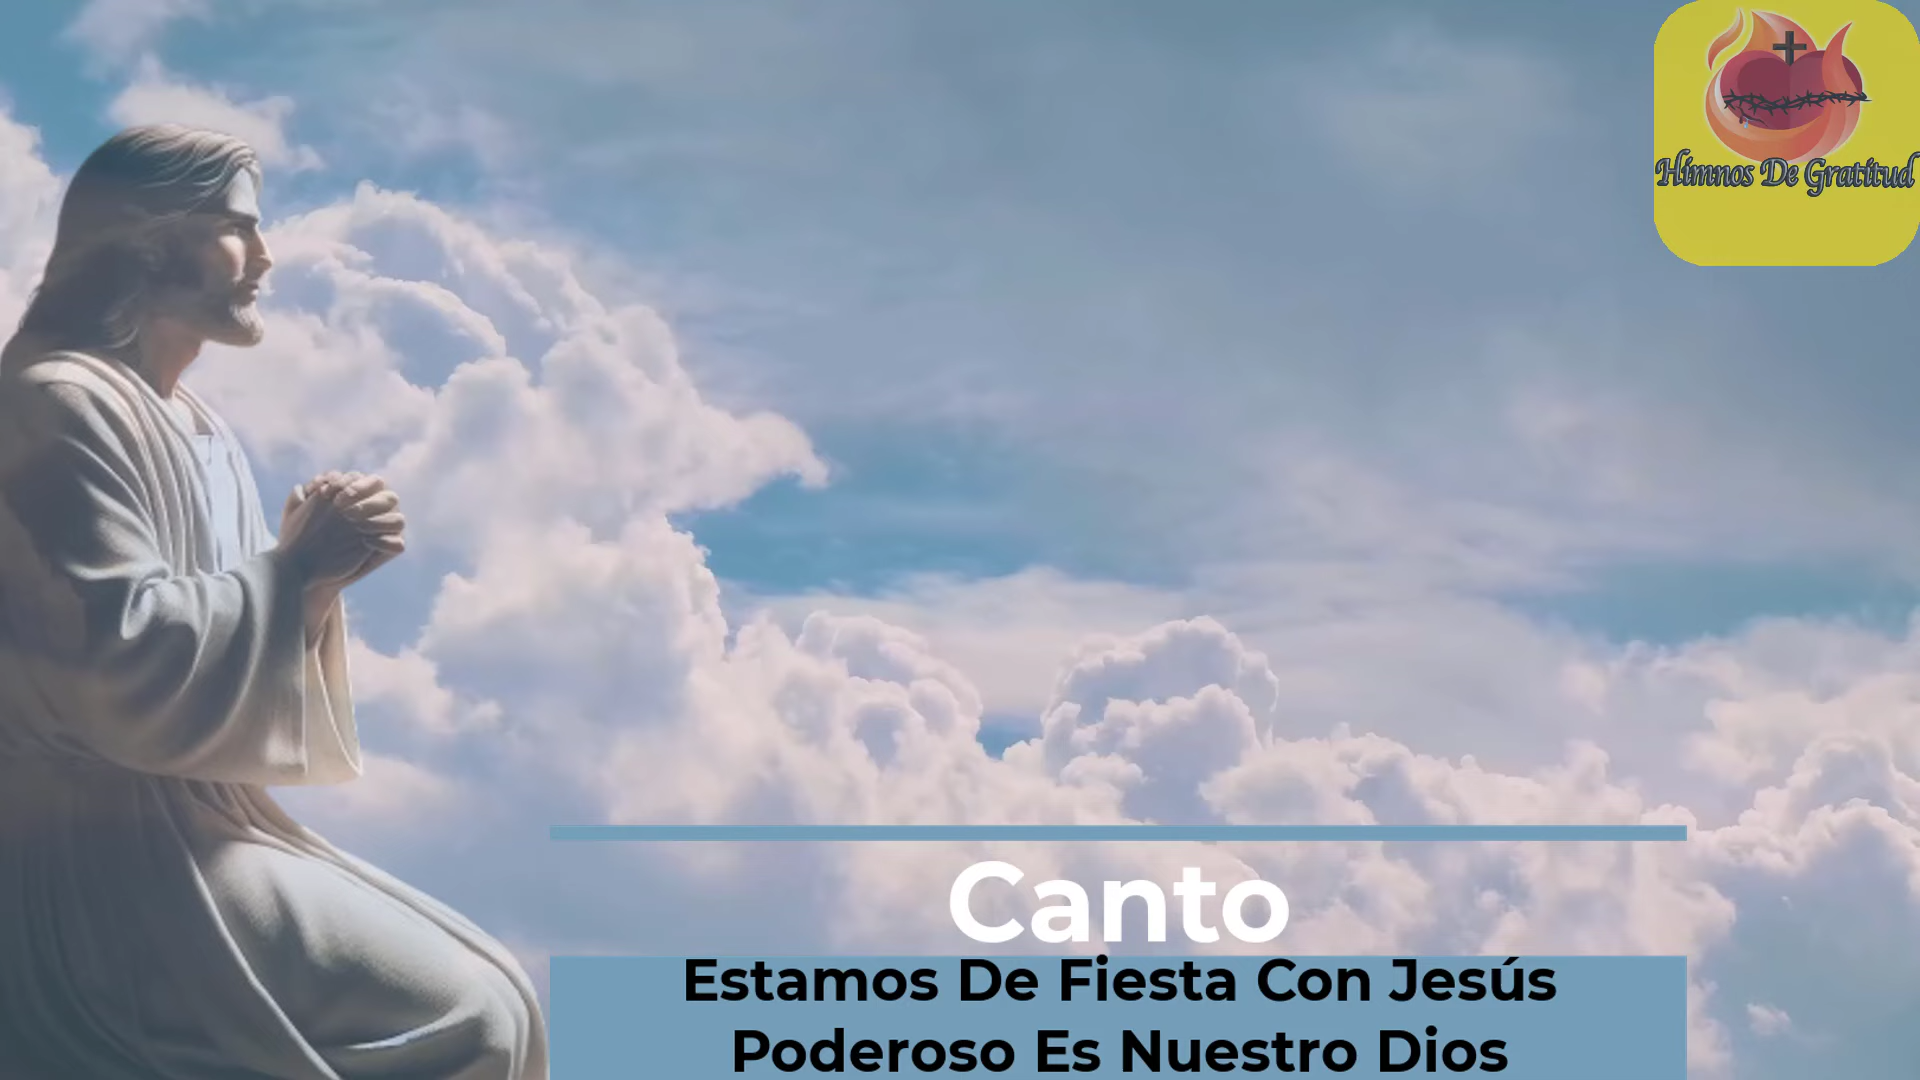 Himnos De Gratitud
Canto
Estamos De Fiesta Con Jesús
Poderoso Es Nuestro Dios